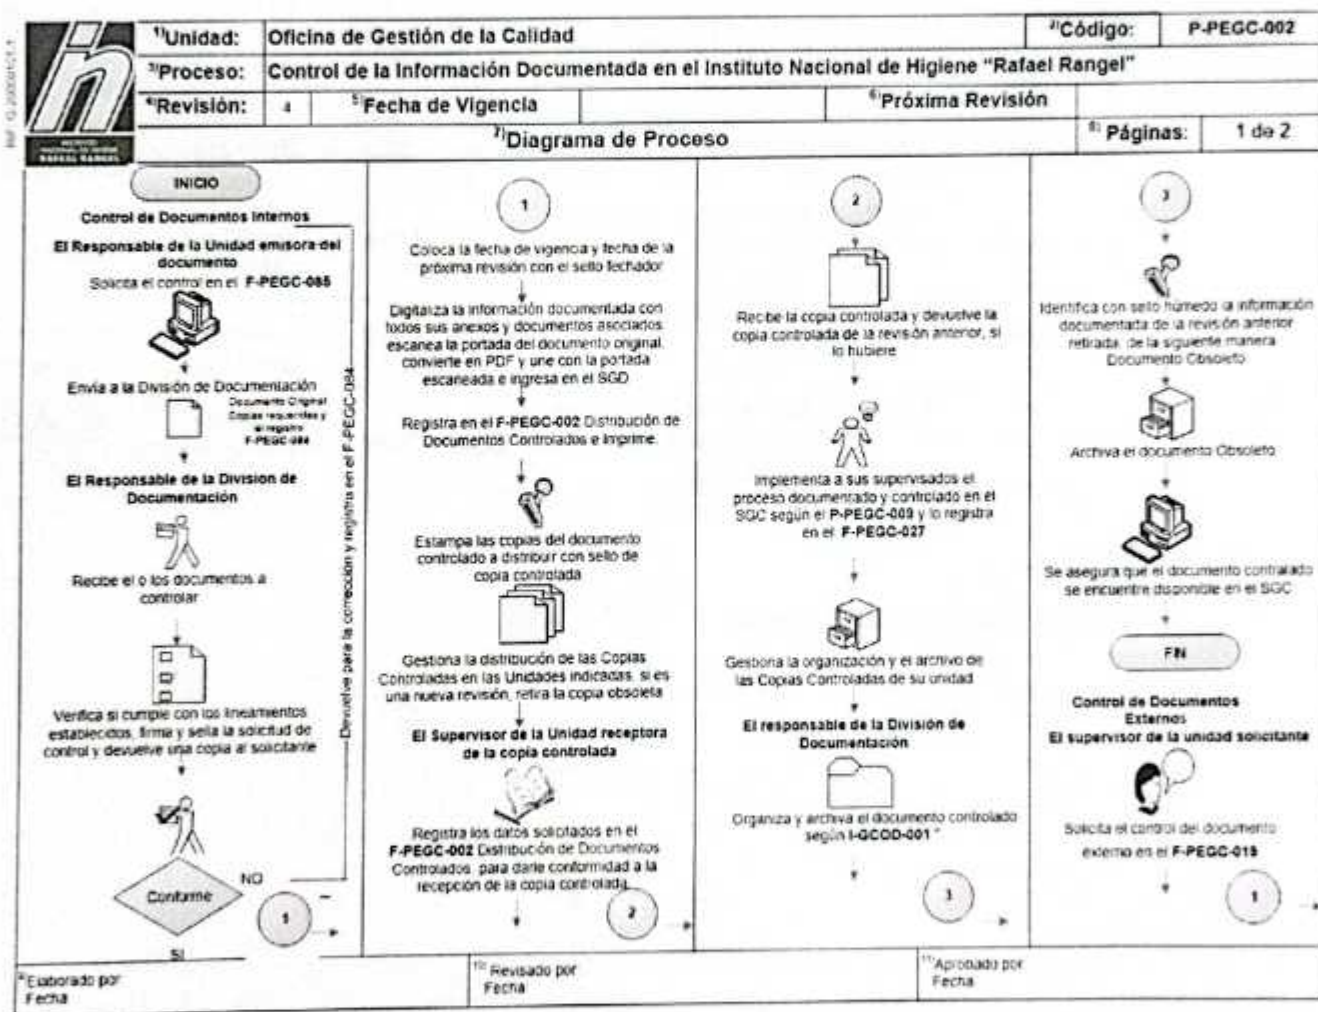 1)Unidad: Oficina de Gestión de la Calidad 2)Código: P-PEGC-002
3)Proceso: Control de la Información Documentada en el Instituto Nacional de Higiene "Rafael Rangel"
4)Revisión: 4 5)Fecha de Vigencia 6)Próxima Revisión
7)Diagrama de Proceso 8) Páginas: 1 de 2
RAFAEL RANGEL
INICIO
Control de Documentos Internos
El Responsable de la Unidad emisora del
documento
Solicita el control en el F-PEGC-085
Envía a la División de Documentación
Documento Original
Copias requeridas y
el registro
Devuelve para la corrección y registra en el F-PEGC-084
El Responsable de la Division de
Documentación
Recibe el o los documentos a
controlar
Verifica si cumple con los lineamientos
establecidos, firma y sella la solicitud de
control y devuelve una copia al solicitante
Conforme
NO
SI
1
1
Coloca la fecha de vigencia y fecha de la
próxima revisión con el sello fechador
Digitaliza la información documentada con
todos sus anexos y documentos asociados
escanea la portada del documento original,
convierte en PDF y une con la portada
escaneada e ingresa en el SGD
Registra en el F-PEGC-002 Distribución de
Documentos Controlados e Imprime.
Estampa las copias del documento
controlado a distribuir con sello de
copia controlada
Gestiona la distribución de las Copias
Controladas en las Unidades indicadas, si es
una nueva revisión, retira la copia obsoleta
El Supervisor de la Unidad receptora
de la copia controlada
Registra los datos solicitados en el
F-PEGC-002 Distribución de Documentos
Controlados, para darle conformidad a la
recepción de la copia controlada.
2
2
Recibe la copia controlada y devuelve la
copia controlada de la revisión anterior, si
lo hubiere
Implementa a sus supervisados el
proceso documentado y controlado en el
SGC según el P-PEGC-009 y lo registra
en el F-PEGC-027
Gestiona la organización y el archivo de
las Copias Controladas de su unidad
El responsable de la División de
Documentación
Organiza y archiva el documento controlado
según I-GCOD-001 "
3
3
Identifica con sello húmedo la información
documentada de la revisión anterior
retirada, de la siguiente manera
Documento Obsoleto
Archiva el documento Obsoleto
Se asegura que el documento controlado
se encuentre disponible en el SGC
FIN
Control de Documentos
Externos
El supervisor de la unidad solicitante
Solicita el control del documento
externo en el F-PEGC-018
1
9)Elaborado por
Fecha
10) Revisado por
Fecha
11)Aprobado por
Fecha